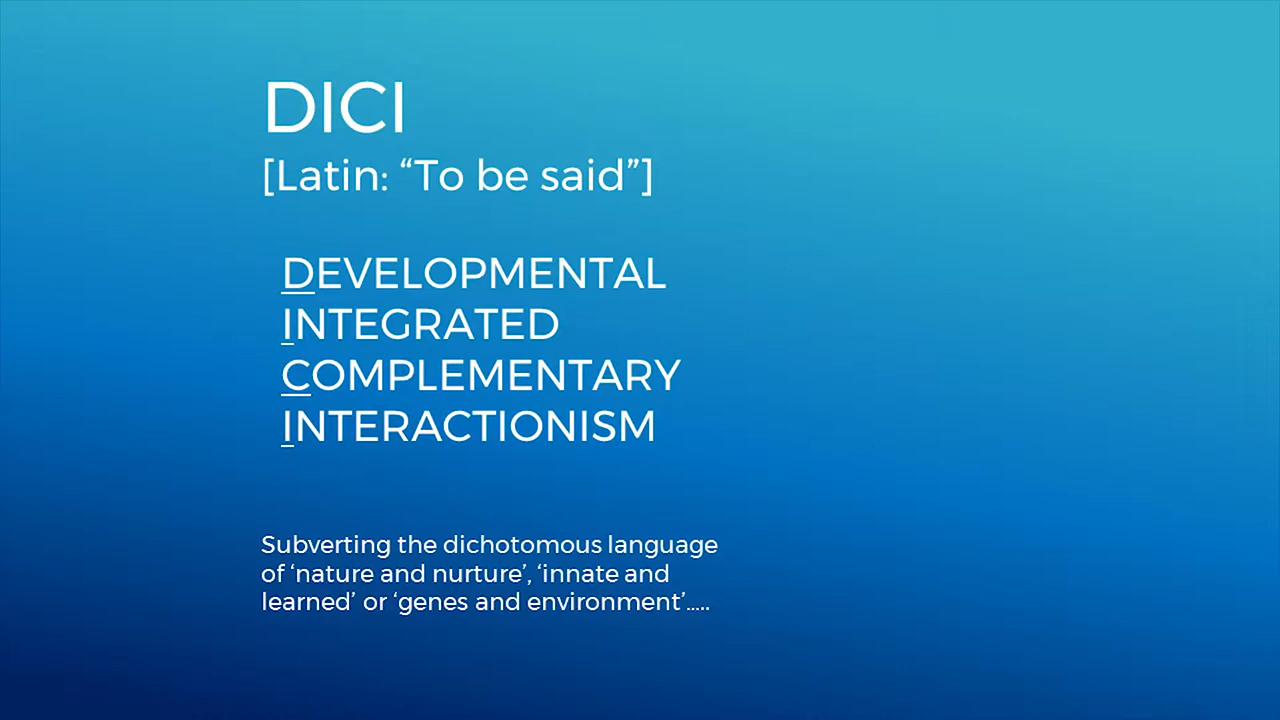 DICI
[Latin: “To be said”]
DEVELOPMENTAL
INTEGRATED
COMPLEMENTARY
INTERACTIONISM
Subverting the dichotomous language
of ‘nature and nurture’, ‘innate and
learned’ or ‘genes and environment’.....